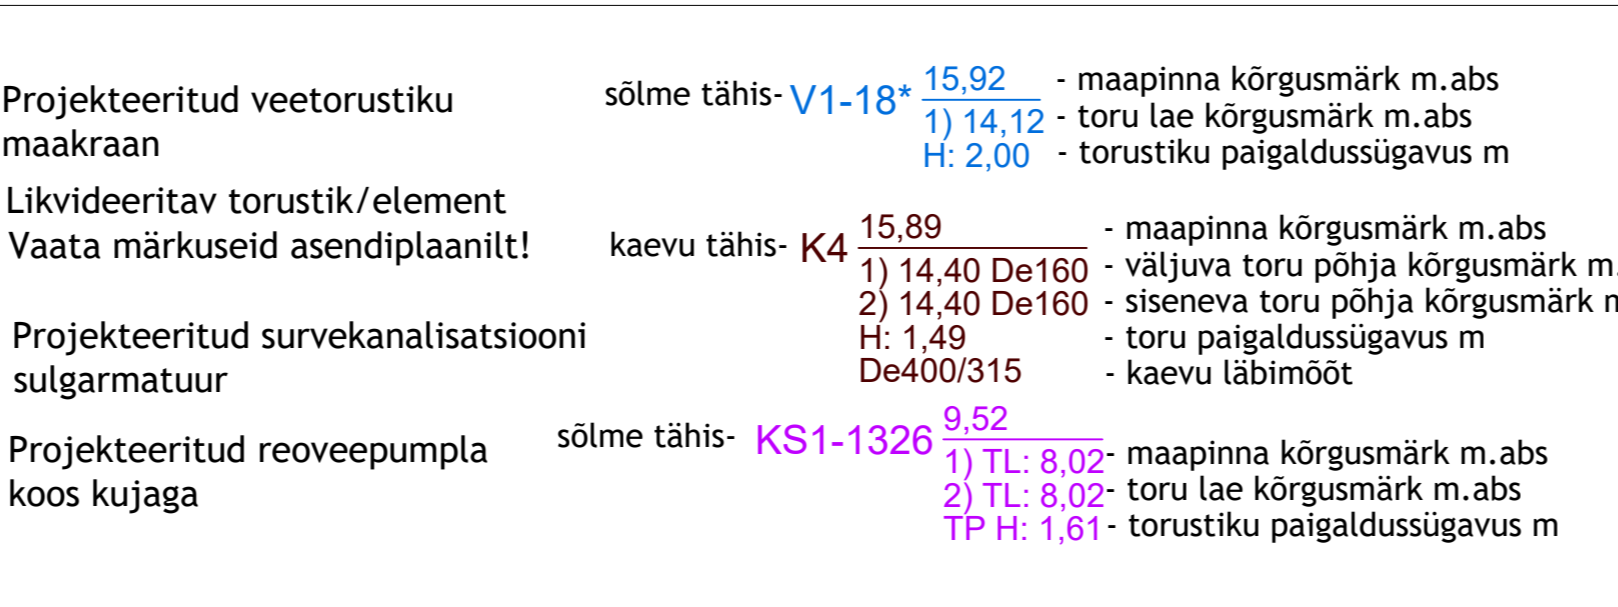 Projekteeritud veetorustiku
maakraan
Likvideeritav torustik/element
Vaata märkuseid asendiplaanilt!
Projekteeritud survekanalisatsiooni
sulgarmatuur
Projekteeritud reoveepumpla
koos kujaga
sõlme tähis- V1-18* 15,92 - maapinna kõrgusmärk m.abs
1) 14,12 - toru lae kõrgusmärk m.abs
H: 2,00 - torustiku paigaldussügavus m
kaevu tähis- K4 15,89 - maapinna kõrgusmärk m.abs
1) 14,40 De160 - väljuva toru põhja kõrgusmärk m.
2) 14,40 De160 - siseneva toru põhja kõrgusmärk
H: 1,49 - toru paigaldussügavus m
De400/315 - kaevu läbimõõt
sõlme tähis- KS1-1326 9,52 - maapinna kõrgusmärk m.abs
1) TL: 8,02 - toru lae kõrgusmärk m.abs
2) TL: 8,02
TP H: 1,61 - torustiku paigaldussügavus m